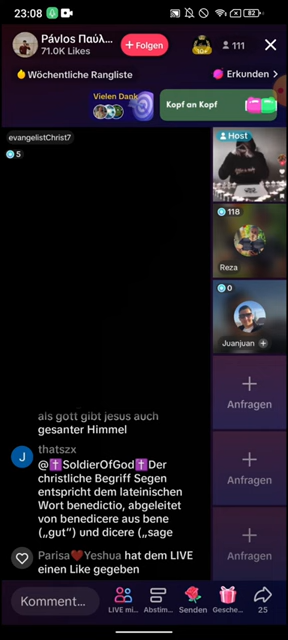 23:08
82
Pávlos Παύλ...
71.0K Likes
+ Folgen
111
Wöchentliche Rangliste
Erkunden >
Vielen Dank
Kopf an Kopf
evangelistChrist7
5
Host
118
Reza
0
Juanjuan
Anfragen
Anfragen
Anfragen
als gott gibt jesus auch
gesanter Himmel
J
thatszx
@✝️SoldierOfGod✝️Der
christliche Begriff Segen
entspricht dem lateinischen
Wort benedictio, abgeleitet
von benedicere aus bene
(„gut“) und dicere („sage
Parisa❤️Yeshua hat dem LIVE
einen Like gegeben
Komment...
LIVE mi...
Abstim...
Senden
Gesche...
25